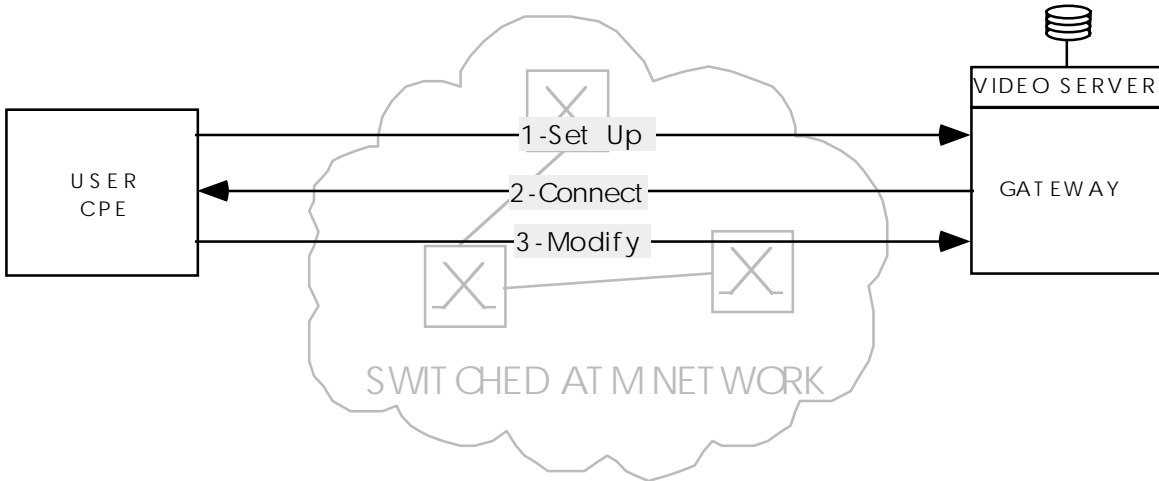 VIDEO SERVER
1-Set Up
USER
CPE
2-Connect
GATEWAY
3-Modify
SWITCHED ATM NETWORK